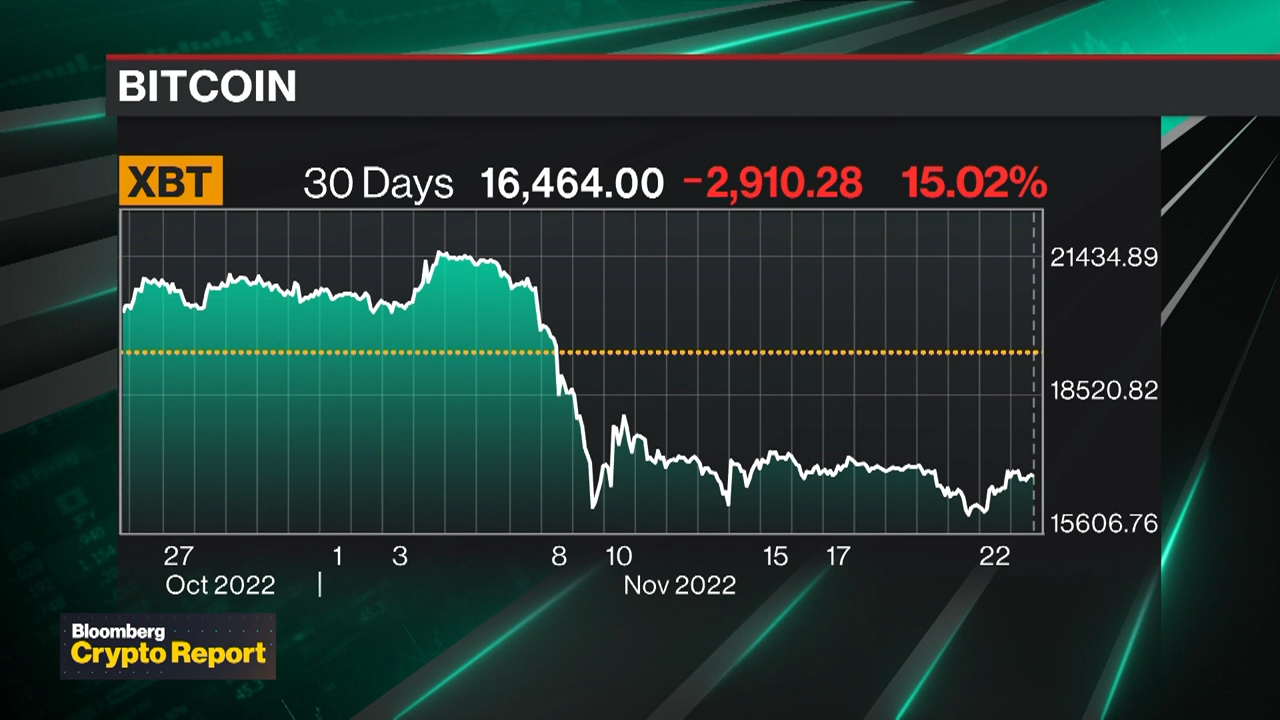 BITCOIN
XBT 30 Days 16,464.00 -2,910.28 15.02%
21434.89
18520.82
15606.76
27 1 3 8 10 15 17 22
Oct 2022 | Nov 2022
Bloomberg
Crypto Report